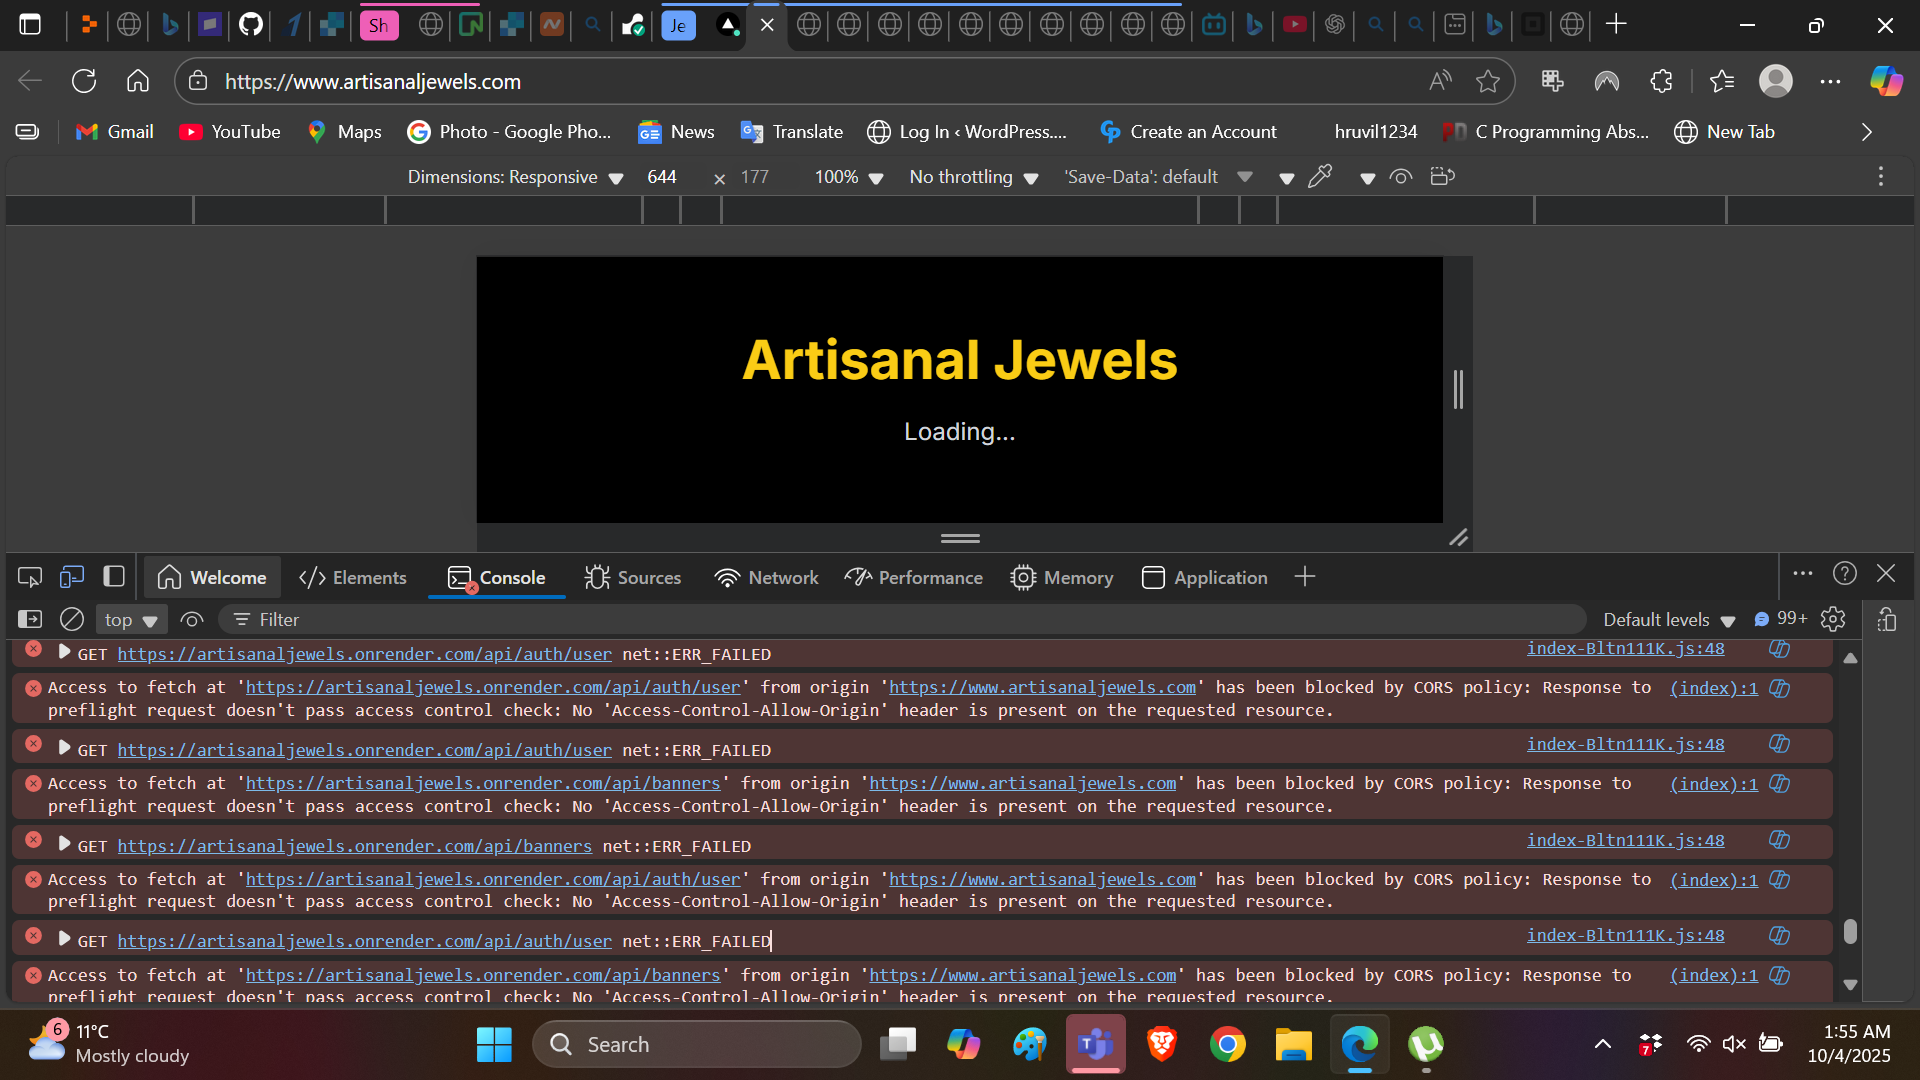 Sh
Je
https://www.artisanaljewels.com
Gmail
YouTube
Maps
Photo - Google Pho...
News
Translate
Log In ‹ WordPress....
Create an Account
hruvil1234
C Programming Abs...
New Tab
Dimensions: Responsive 644 × 177 100% No throttling 'Save-Data': default
Artisanal Jewels
Loading...
Welcome
Elements
Console
Sources
Network
Performance
Memory
Application
top
Filter
Default levels
99+
GET https://artisanaljewels.onrender.com/api/auth/user net::ERR_FAILED index-Bltn111K.js:48
Access to fetch at 'https://artisanaljewels.onrender.com/api/auth/user' from origin 'https://www.artisanaljewels.com' has been blocked by CORS policy: Response to (index):1
preflight request doesn't pass access control check: No 'Access-Control-Allow-Origin' header is present on the requested resource.
GET https://artisanaljewels.onrender.com/api/auth/user net::ERR_FAILED index-Bltn111K.js:48
Access to fetch at 'https://artisanaljewels.onrender.com/api/banners' from origin 'https://www.artisanaljewels.com' has been blocked by CORS policy: Response to (index):1
preflight request doesn't pass access control check: No 'Access-Control-Allow-Origin' header is present on the requested resource.
GET https://artisanaljewels.onrender.com/api/banners net::ERR_FAILED index-Bltn111K.js:48
Access to fetch at 'https://artisanaljewels.onrender.com/api/auth/user' from origin 'https://www.artisanaljewels.com' has been blocked by CORS policy: Response to (index):1
preflight request doesn't pass access control check: No 'Access-Control-Allow-Origin' header is present on the requested resource.
GET https://artisanaljewels.onrender.com/api/auth/user net::ERR_FAILED index-Bltn111K.js:48
Access to fetch at 'https://artisanaljewels.onrender.com/api/banners' from origin 'https://www.artisanaljewels.com' has been blocked by CORS policy: Response to (index):1
preflight request doesn't pass access control check: No 'Access-Control-Allow-Origin' header is present on the requested resource.
6
11°C
Mostly cloudy
Search
7
1:55 AM
10/4/2025